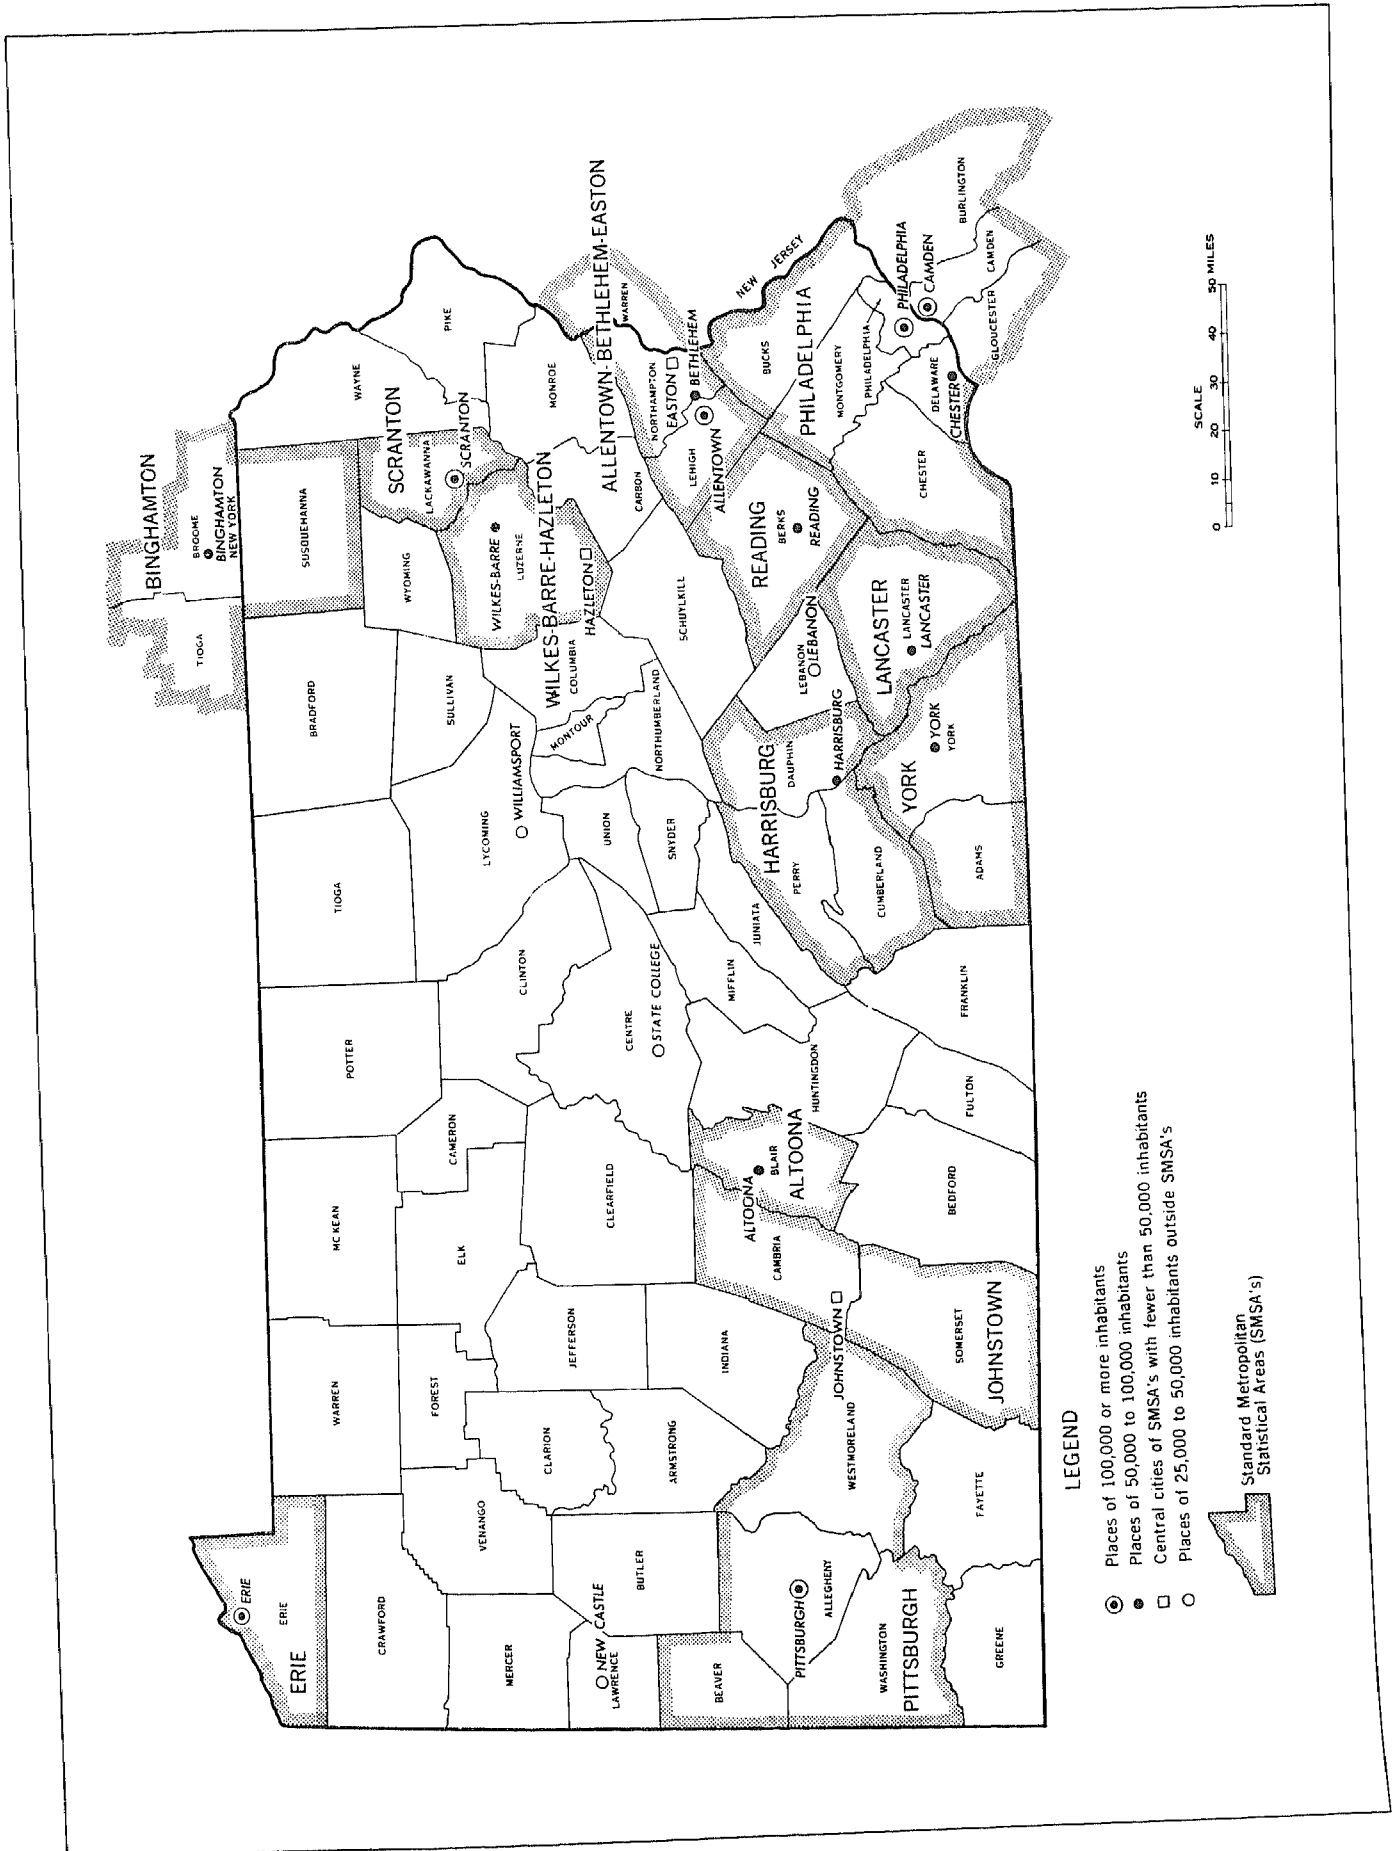 BINGHAMTON
BROOME
BINGHAMTON
NEW YORK
TIOGA
ERIE
ERIE
ERIE
CRAWFORD
WARREN
MC KEAN
POTTER
TIOGA
BRADFORD
SUSQUEHANNA
WAYNE
SCRANTON
LACKAWANNA
SCRANTON
WYOMING
SULLIVAN
PIKE
MERCER
VENANGO
FOREST
ELK
CAMERON
CLINTON
LYCOMING
WILLIAMSPORT
WILKES-BARRE
LUZERNE
WILKES-BARRE-HAZLETON
HAZLETON
COLUMBIA
MONTOUR
MONROE
ALLENTOWN-BETHLEHEM-EASTON
WARREN
NEW CASTLE
LAWRENCE
BUTLER
CLARION
JEFFERSON
CLEARFIELD
CENTRE
STATE COLLEGE
UNION
SNYDER
NORTHUMBERLAND
SCHUYLKILL
CARBON
NORTHAMPTON
EASTON
BETHLEHEM
LEHIGH
ALLENTOWN
NEW JERSEY
BEAVER
ARMSTRONG
INDIANA
ALTOONA
BLAIR
ALTOONA
CAMBRIA
HUNTINGDON
MIFFLIN
JUNIATA
HARRISBURG
DAUPHIN
PERRY
HARRISBURG
CUMBERLAND
LEBANON
LEBANON
READING
BERKS
READING
BUCKS
PHILADELPHIA
MONTGOMERY
PHILADELPHIA
PHILADELPHIA
CAMDEN
BURLINGTON
CAMDEN
GLOUCESTER
DELAWARE
CHESTER
CHESTER
PITTSBURGH
ALLEGHENY
WASHINGTON
PITTSBURGH
WESTMORELAND
JOHNSTOWN
SOMERSET
JOHNSTOWN
BEDFORD
FULTON
FRANKLIN
ADAMS
YORK
YORK
YORK
LANCASTER
LANCASTER
LANCASTER
GREENE
FAYETTE
LEGEND
Places of 100,000 or more inhabitants
Places of 50,000 to 100,000 inhabitants
Central cities of SMSA's with fewer than 50,000 inhabitants
Places of 25,000 to 50,000 inhabitants outside SMSA's
Standard Metropolitan
Statistical Areas (SMSA's)
SCALE
0 10 20 30 40 50 MILES